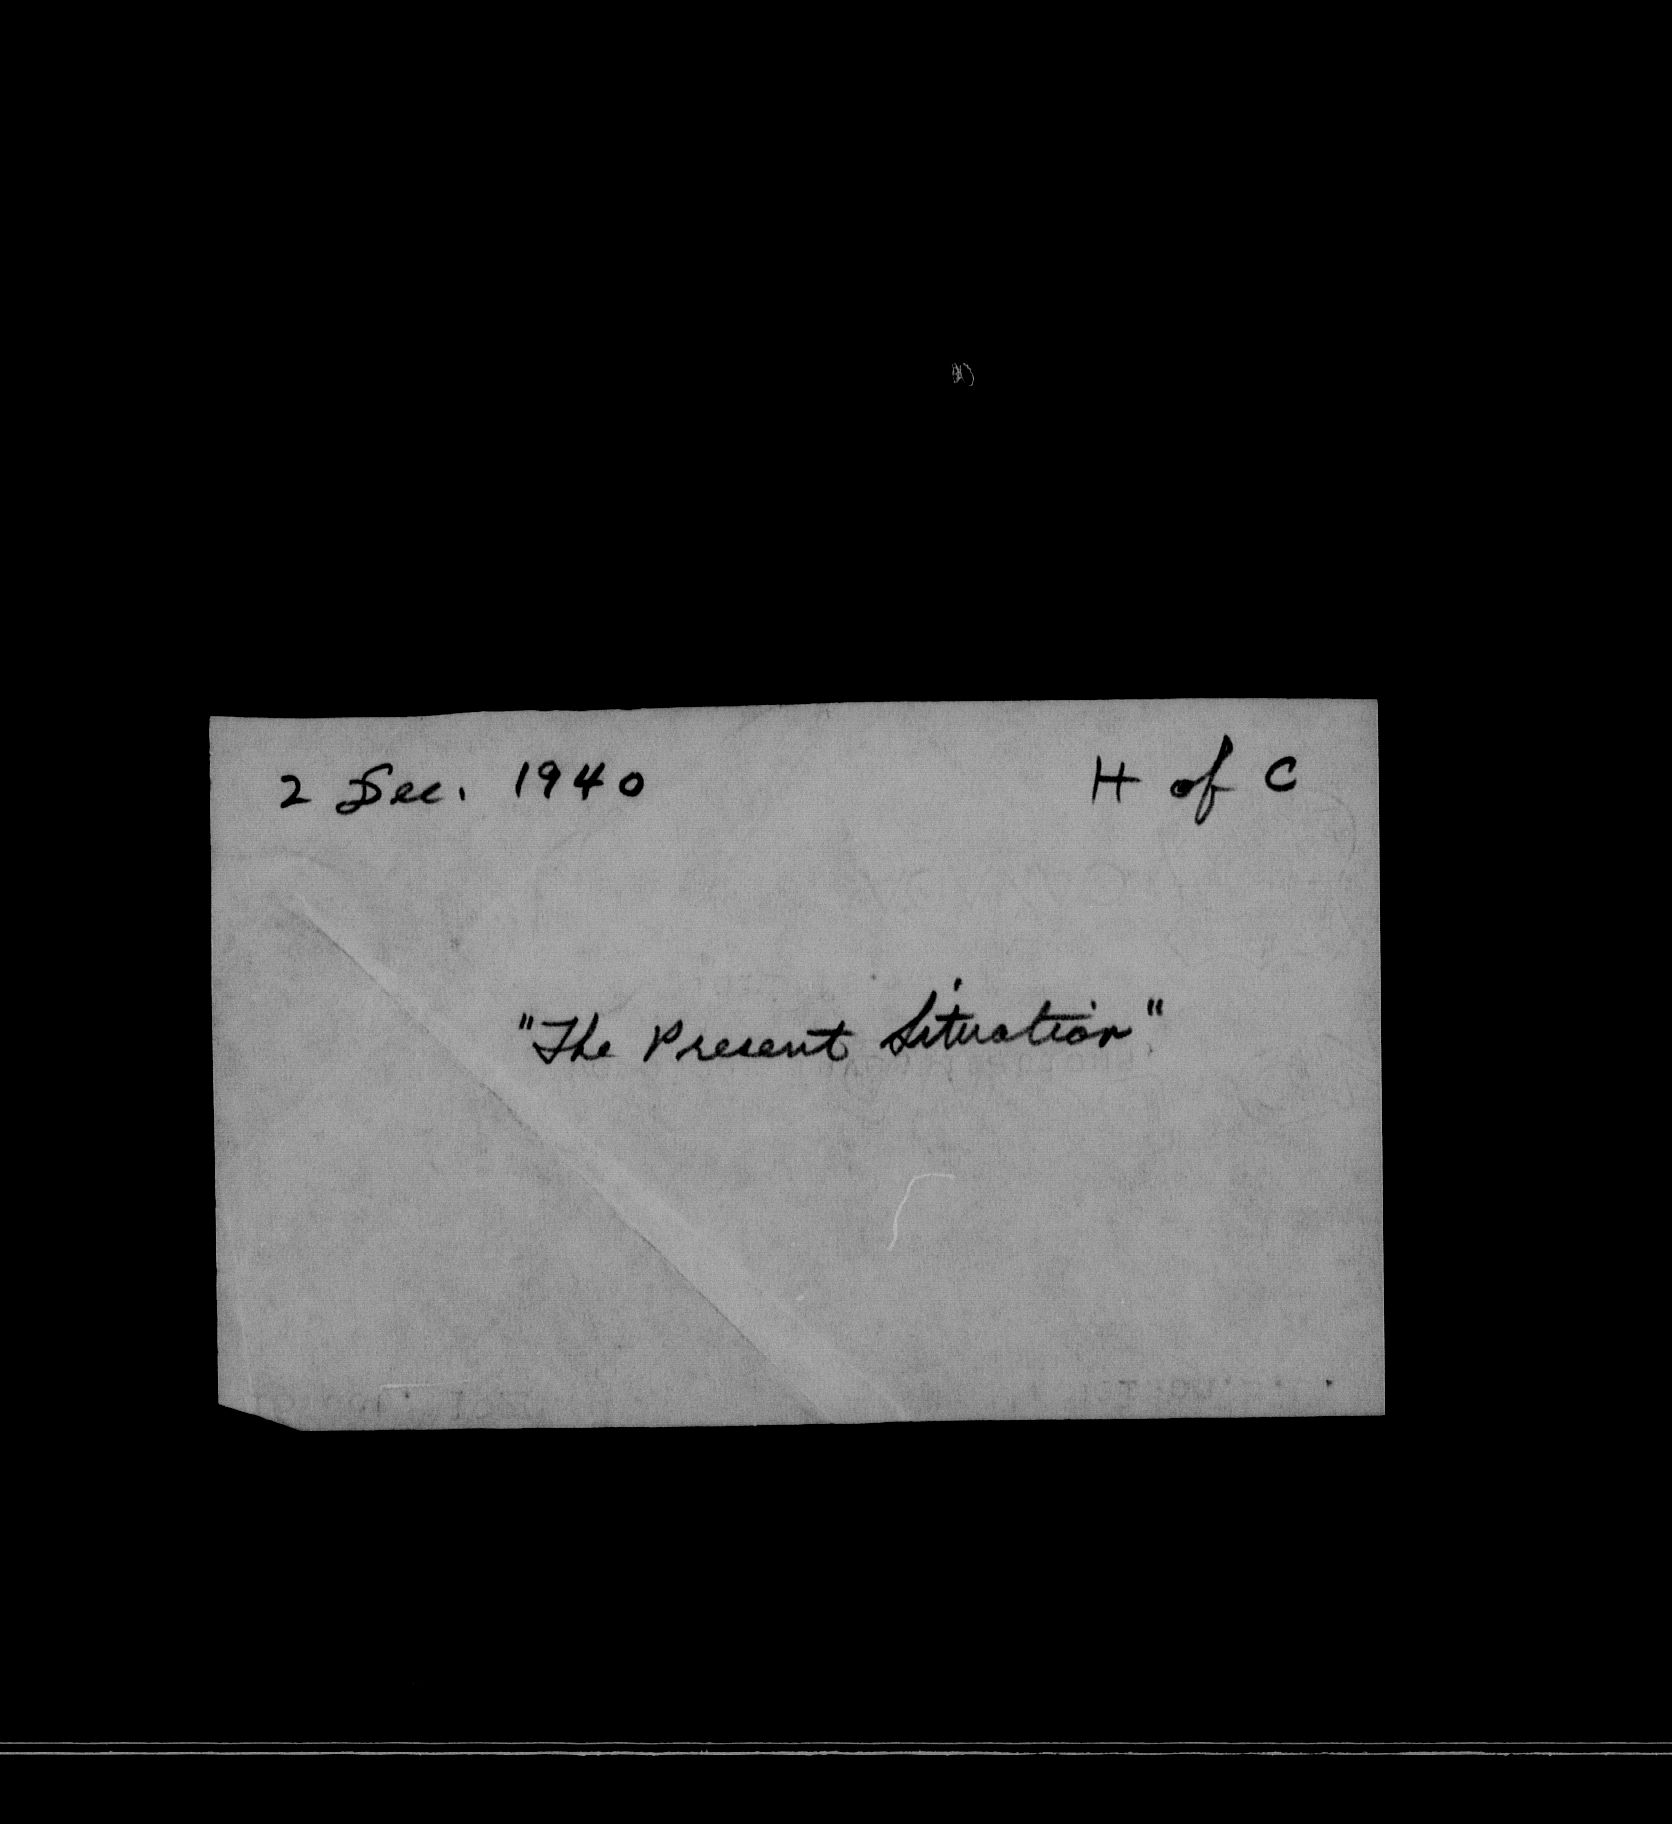 2 Dec. 1940 H of C
"The Present Situation"